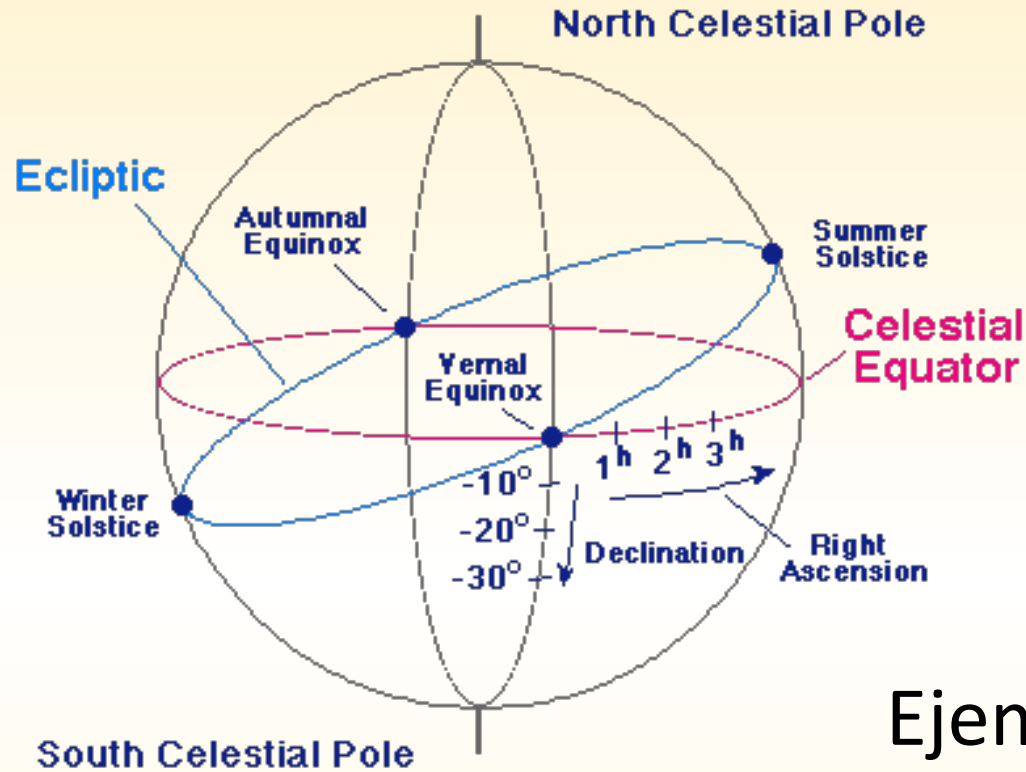 North Celestial Pole
Ecliptic
Autumnal
Equinox
Summer
Solstice
Celestial
Equator
Vernal
Equinox
1h 2h 3h
-10°
-20°
-30°
Declination
Right
Ascension
Winter
Solstice
South Celestial Pole
Ejen